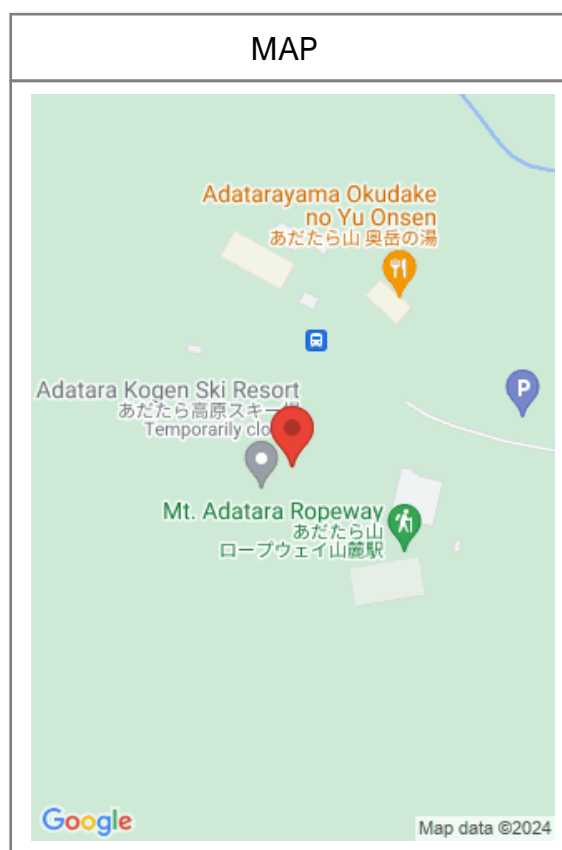 MAP
Adatarayama Okudake
no Yu Onsen
あだたら山 奥岳の湯
P
Adatara Kogen Ski Resort
あだたら高原スキー場
Temporarily clo
Mt. Adatara Ropeway
あだたら山
ロープウェイ山麓駅
Google
Map data ©2024